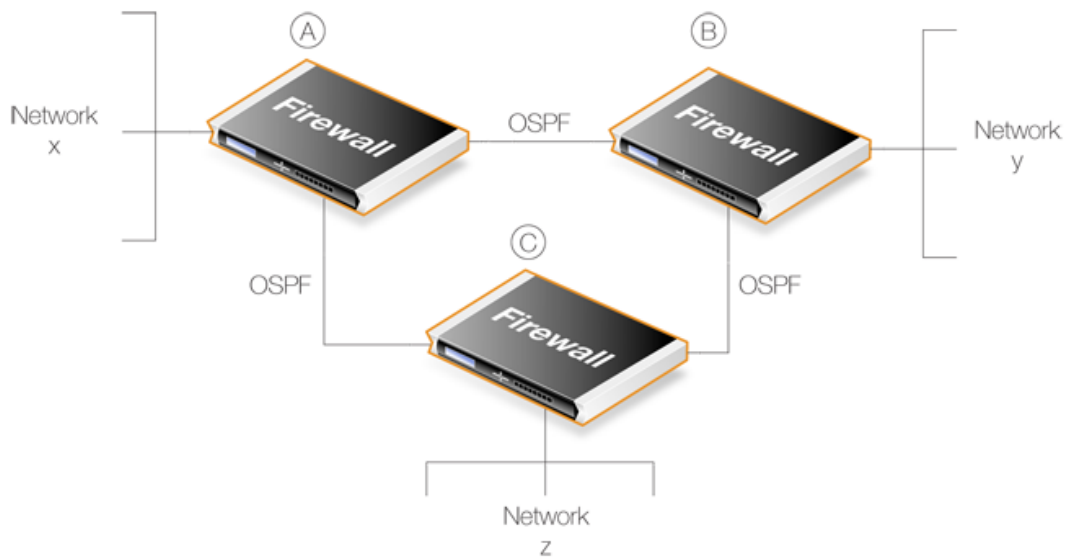 A
B
Network
x
Firewall
OSPF
Firewall
Network
y
C
OSPF
Firewall
OSPF
Network
z